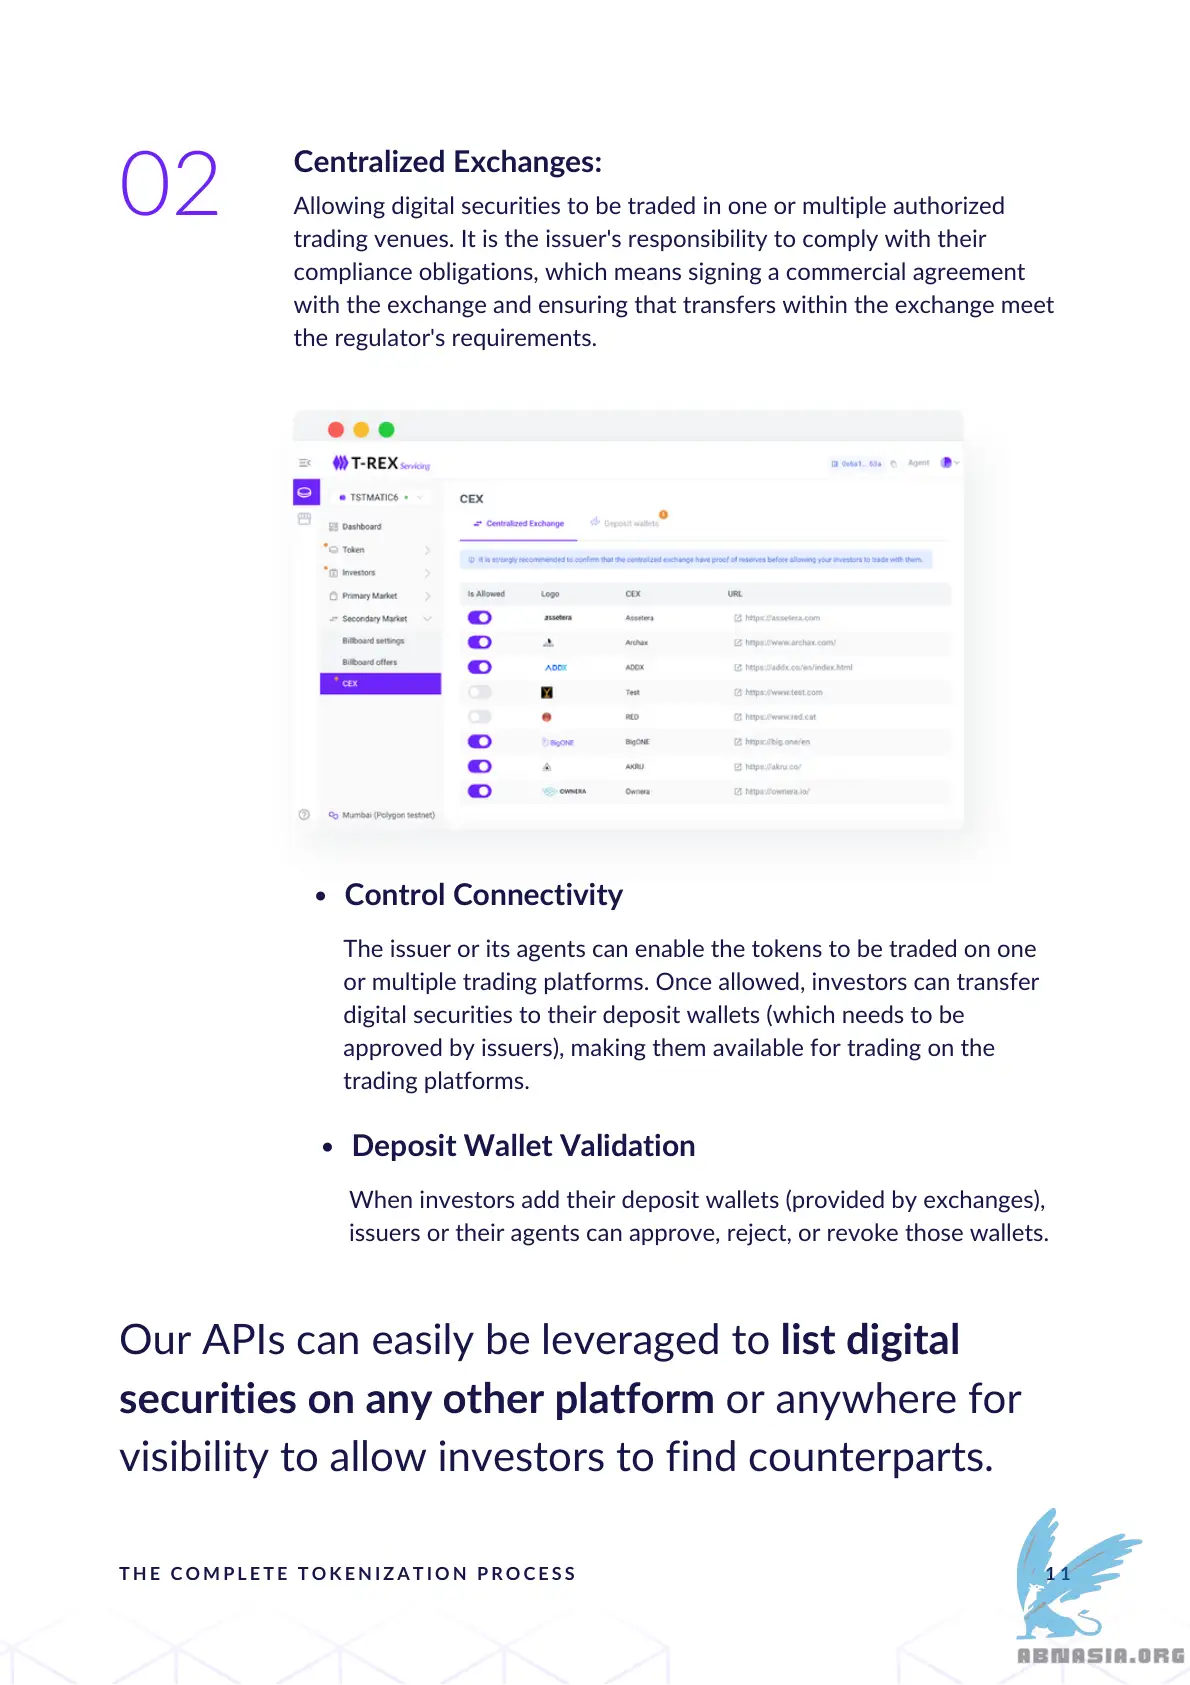 02
Centralized Exchanges:
Allowing digital securities to be traded in one or multiple authorized
trading venues. It is the issuer's responsibility to comply with their
compliance obligations, which means signing a commercial agreement
with the exchange and ensuring that transfers within the exchange meet
the regulator's requirements.
T-REX Servicing
0x6a1... 63a Agent
TSTMATIC6
Dashboard
Token
Investors
Primary Market
Secondary Market
Billboard settings
Billboard offers
CEX
Mumbai (Polygon testnet)
CEX
Centralized Exchange Deposit wallets
It is strongly recommended to confirm that the centralized exchange have proof of reserves before allowing your investors to trade with them.
Is Allowed Logo CEX URL
assetera Assetera https://assetera.com
Archax https://www.archax.com/
ADDX ADDX https://addx.co/en/index.html
Test https://www.test.com
RED https://www.red.cat
BigONE BigONE https://big.one/en
AKRU https://akru.co/
OWNERA Ownera https://ownera.io/
• Control Connectivity
The issuer or its agents can enable the tokens to be traded on one
or multiple trading platforms. Once allowed, investors can transfer
digital securities to their deposit wallets (which needs to be
approved by issuers), making them available for trading on the
trading platforms.
• Deposit Wallet Validation
When investors add their deposit wallets (provided by exchanges),
issuers or their agents can approve, reject, or revoke those wallets.
Our APIs can easily be leveraged to list digital
securities on any other platform or anywhere for
visibility to allow investors to find counterparts.
THE COMPLETE TOKENIZATION PROCESS 11
ABNASIA.ORG